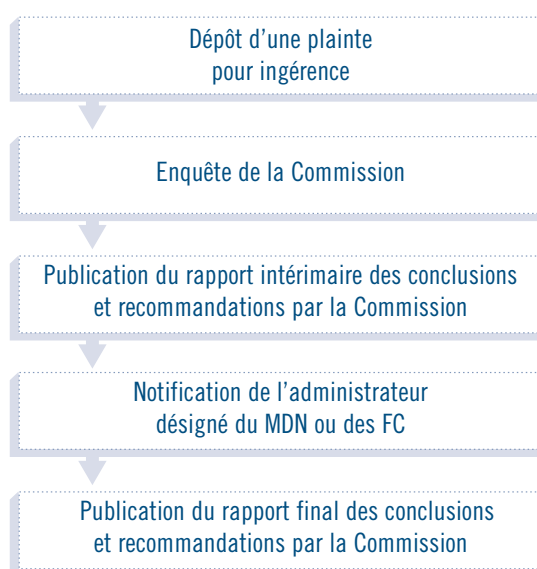 Dépôt d’une plainte
pour ingérence
Enquête de la Commission
Publication du rapport intérimaire des conclusions
et recommandations par la Commission
Notification de l’administrateur
désigné du MDN ou des FC
Publication du rapport final des conclusions
et recommandations par la Commission